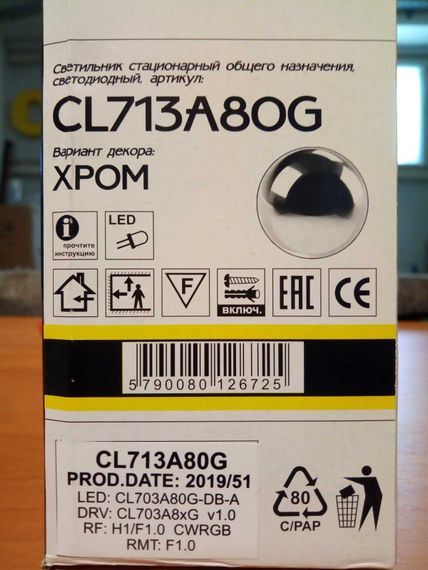 Светильник стационарный общего назначения,
светодиодный, артикул:
CL713A80G
Вариант декора:
ХРОМ
i
прочтите
инструкцию
LED
F
ВКЛЮЧ.
EAC
CE
5 790080 126725
CL713A80G
PROD.DATE: 2019/51
LED: CL703A80G-DB-A
DRV: CL703A8xG v1.0
RF: H1/F1.0 CWRGB
RMT: F1.0
80
C/PAP